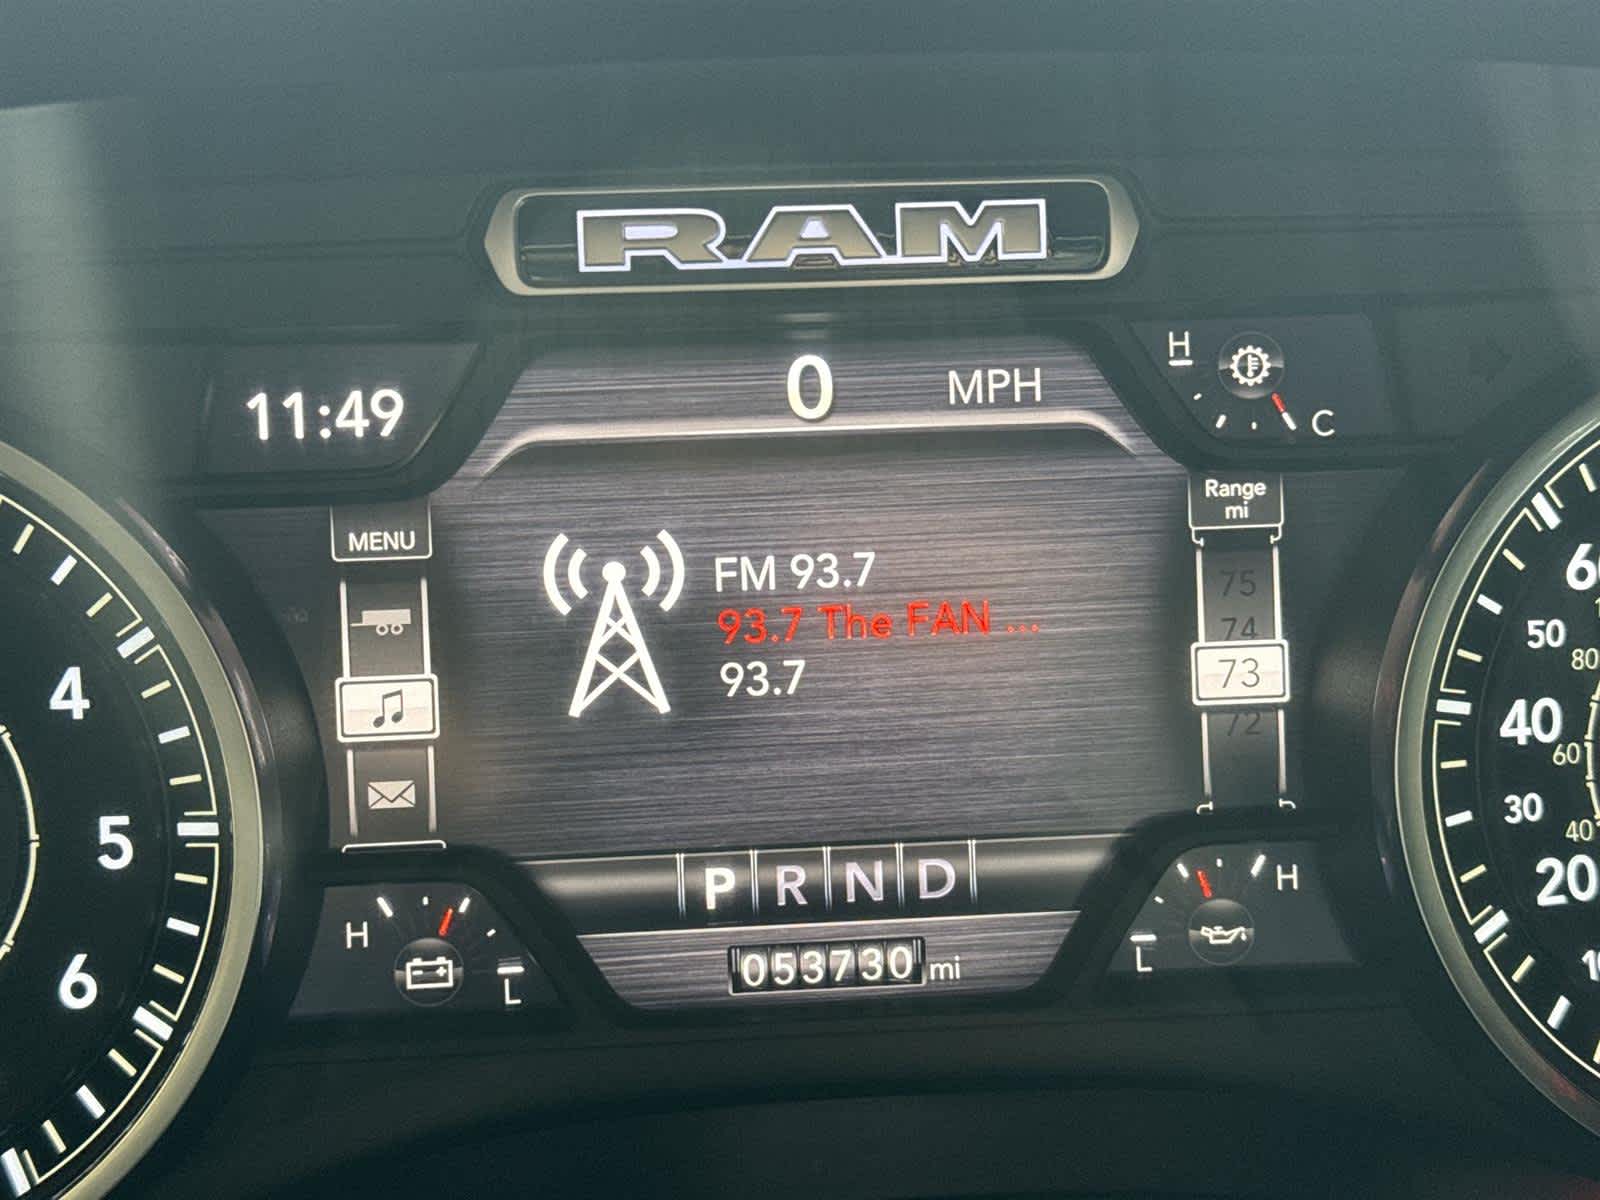 RAM
11:49
0 MPH
H
C
MENU
Range
mi
FM 93.7
93.7 The FAN ...
93.7
75
74
73
72
4
5
6
50
40
30
20
80
60
40
P R N D
H
L
H
L
053730 mi